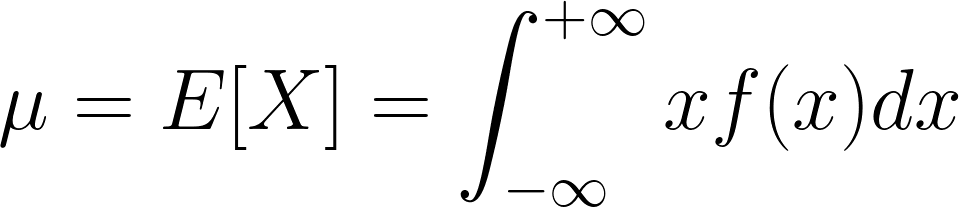 μ = E[X] = ∫_{-∞}^{+∞} xf(x)dx